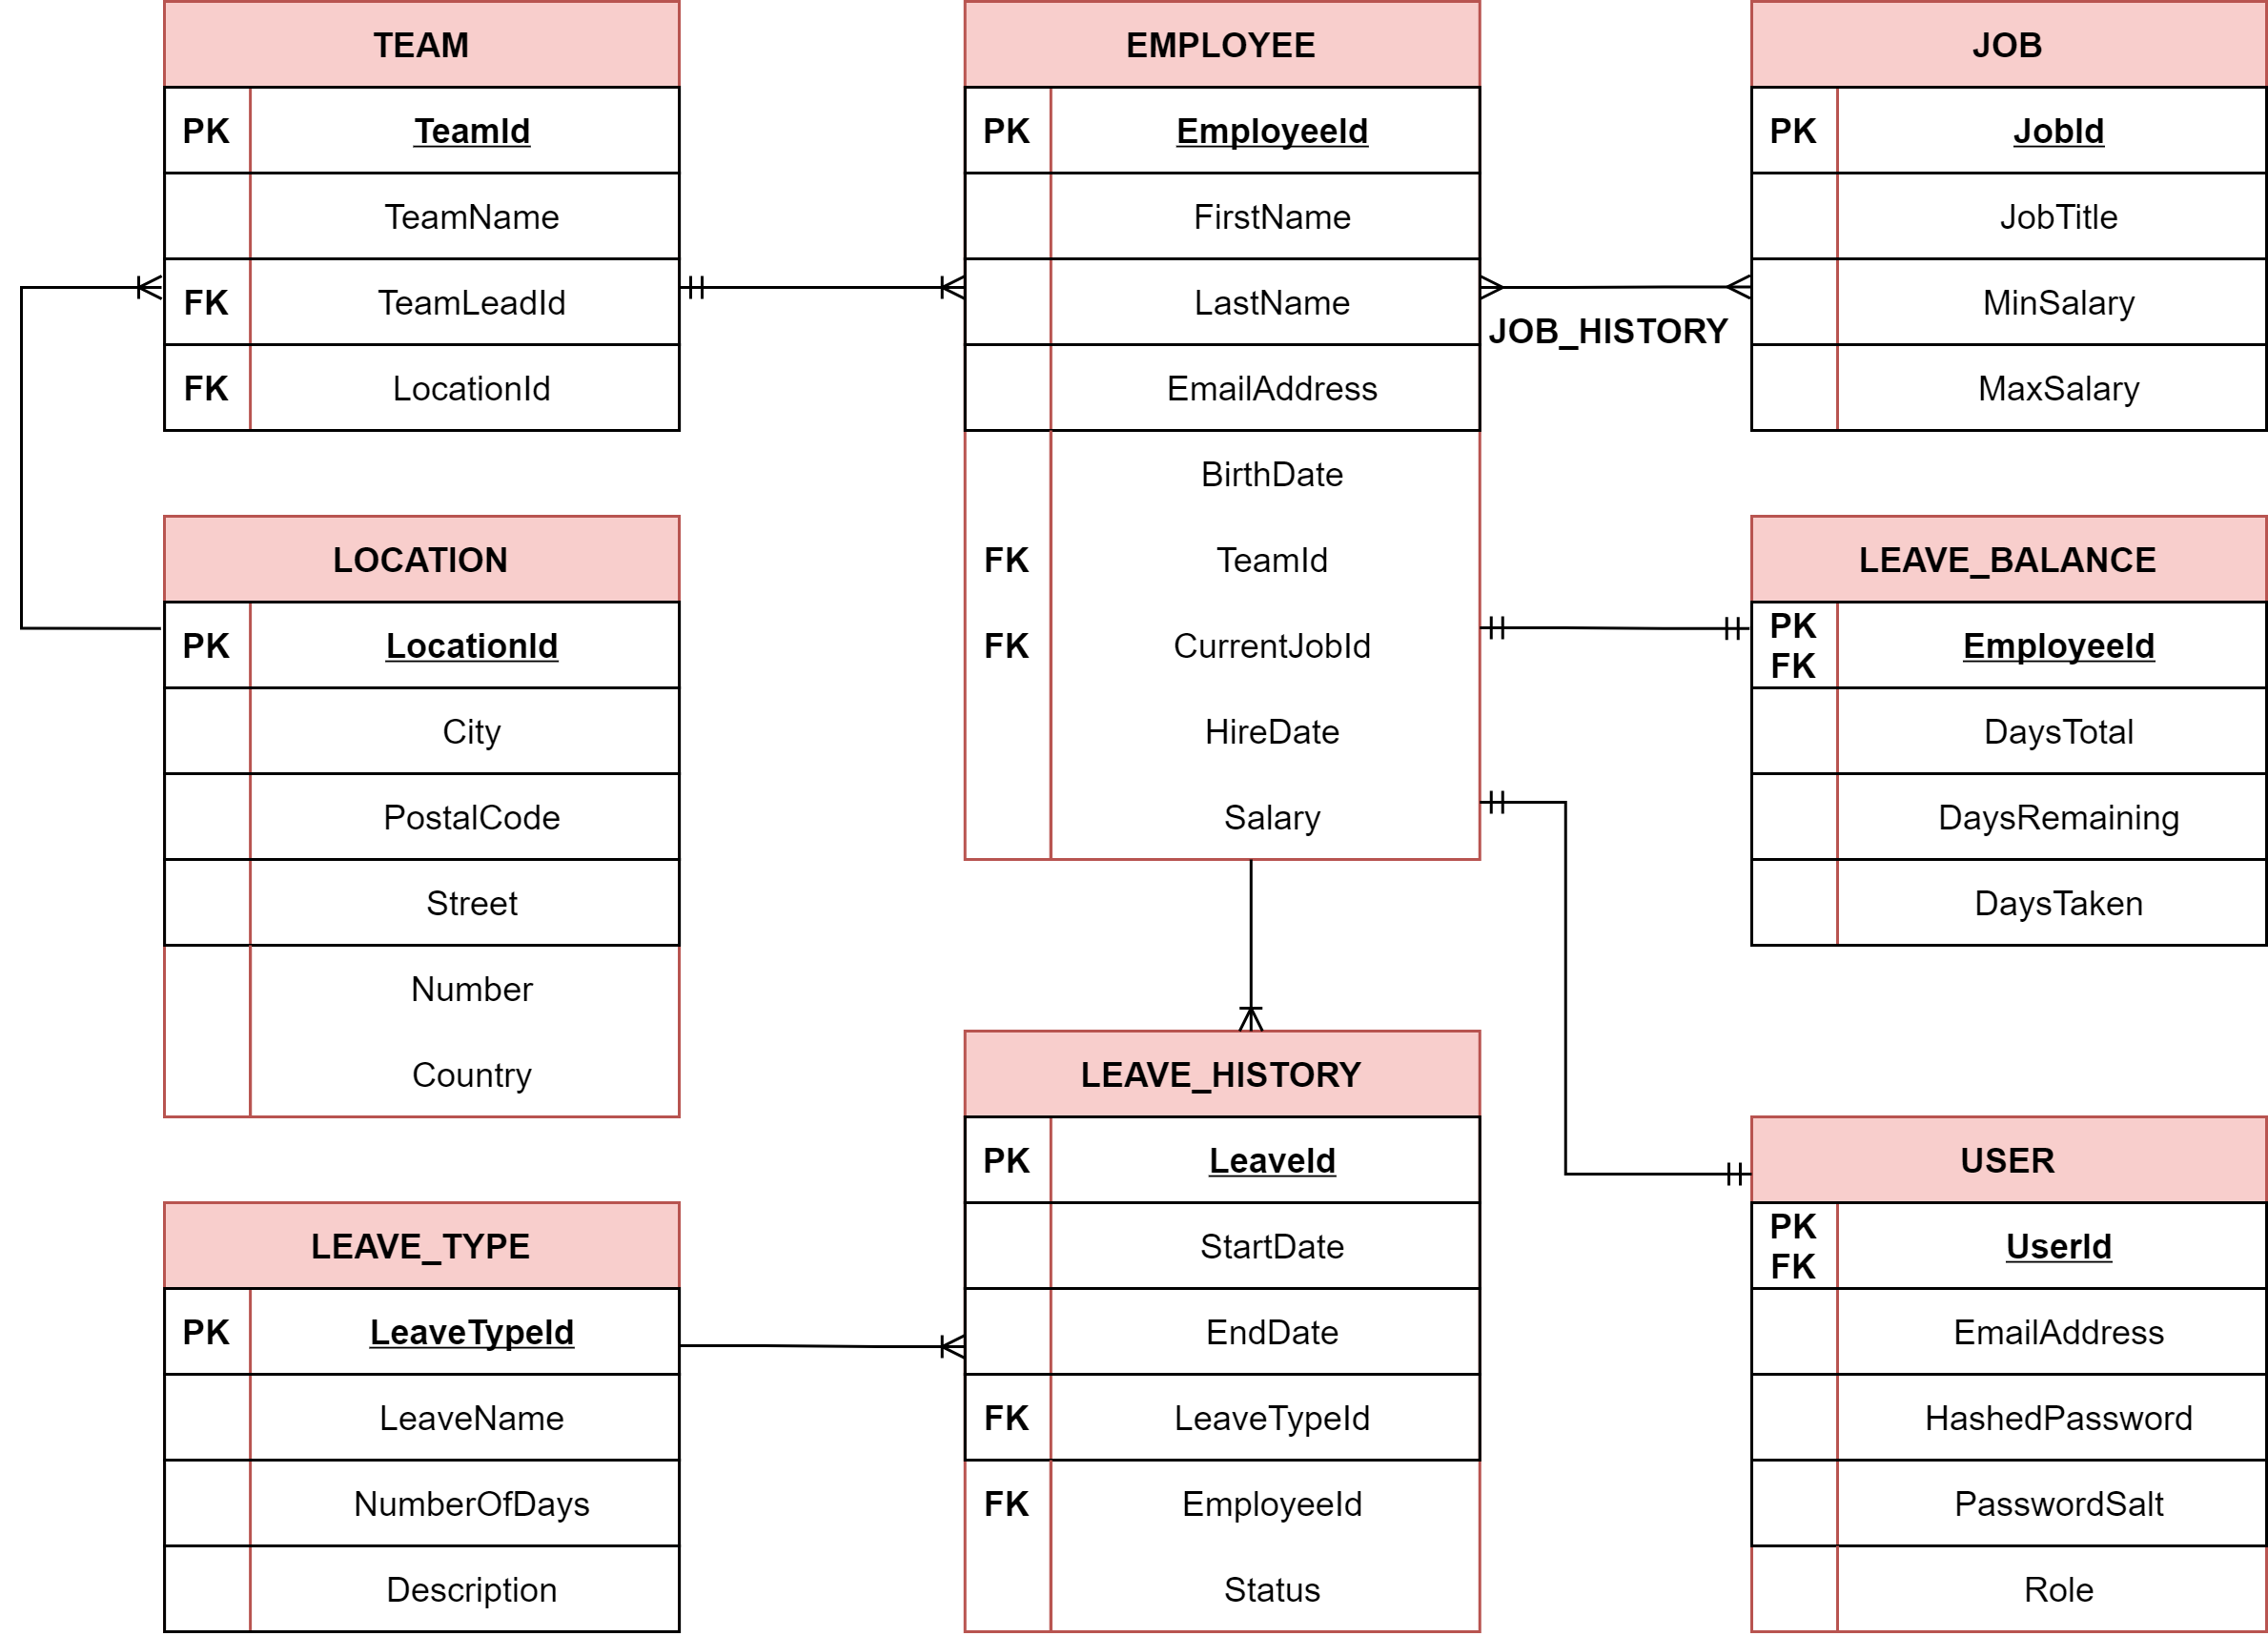 TEAM
PK TeamId
TeamName
FK TeamLeadId
FK LocationId
EMPLOYEE
PK EmployeeId
FirstName
LastName
EmailAddress
BirthDate
FK TeamId
FK CurrentJobId
HireDate
Salary
JOB_HISTORY
JOB
PK JobId
JobTitle
MinSalary
MaxSalary
LOCATION
PK LocationId
City
PostalCode
Street
Number
Country
LEAVE_BALANCE
PK
FK
EmployeeId
DaysTotal
DaysRemaining
DaysTaken
LEAVE_TYPE
PK LeaveTypeId
LeaveName
NumberOfDays
Description
LEAVE_HISTORY
PK LeaveId
StartDate
EndDate
FK LeaveTypeId
FK EmployeeId
Status
USER
PK
FK
UserId
EmailAddress
HashedPassword
PasswordSalt
Role